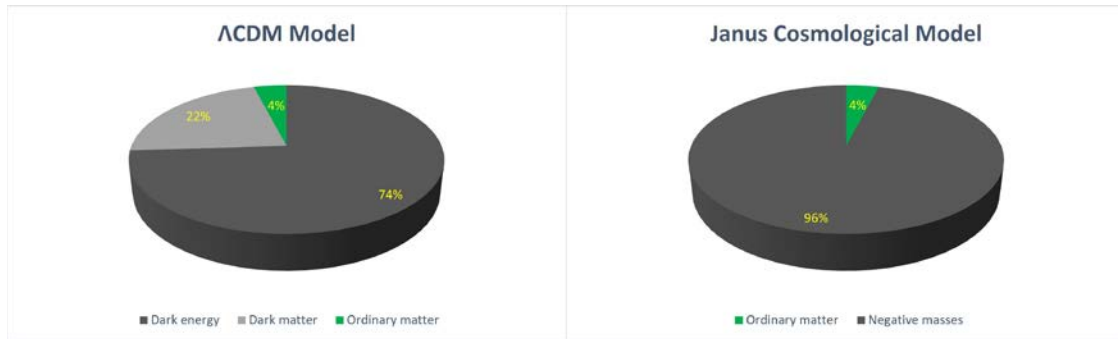 ΛCDM Model
22%
4%
74%
Dark energy Dark matter Ordinary matter
Janus Cosmological Model
4%
96%
Ordinary matter Negative masses